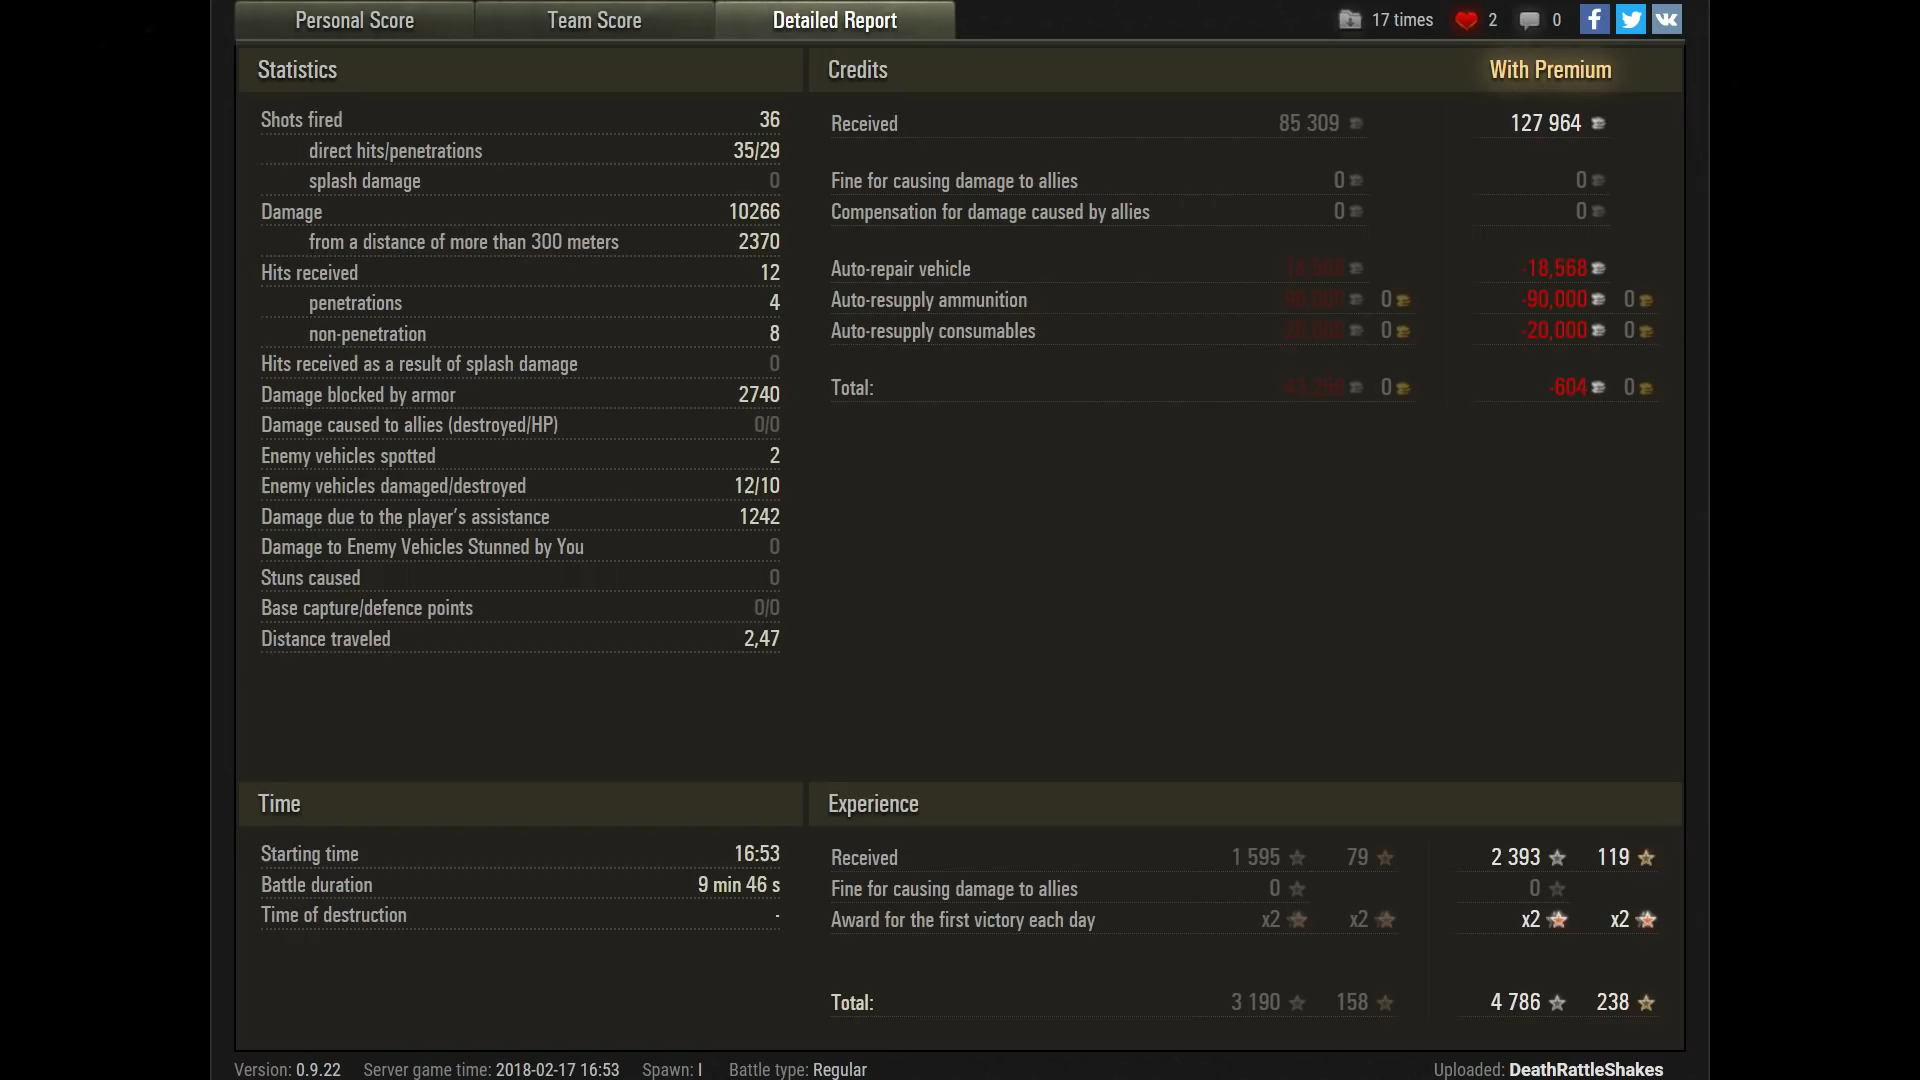 Personal Score Team Score Detailed Report 17 times 2 0
Statistics
Shots fired 36
direct hits/penetrations 35/29
splash damage 0
Damage 10266
from a distance of more than 300 meters 2370
Hits received 12
penetrations 4
non-penetration 8
Hits received as a result of splash damage 0
Damage blocked by armor 2740
Damage caused to allies (destroyed/HP) 0/0
Enemy vehicles spotted 2
Enemy vehicles damaged/destroyed 12/10
Damage due to the player's assistance 1242
Damage to Enemy Vehicles Stunned by You 0
Stuns caused 0
Base capture/defence points 0/0
Distance traveled 2,47
Credits With Premium
Received 85 309 127 964
Fine for causing damage to allies 0 0
Compensation for damage caused by allies 0 0
Auto-repair vehicle -18,568
Auto-resupply ammunition 0 -90,000 0
Auto-resupply consumables 0 -20,000 0
Total: 0 -604 0
Time
Starting time 16:53
Battle duration 9 min 46 s
Time of destruction -
Experience
Received 1 595 79 2 393 119
Fine for causing damage to allies 0 0
Award for the first victory each day x2 x2 x2 x2
Total: 3 190 158 4 786 238
Version: 0.9.22 Server game time: 2018-02-17 16:53 Spawn: I Battle type: Regular Uploaded: DeathRattleShakes